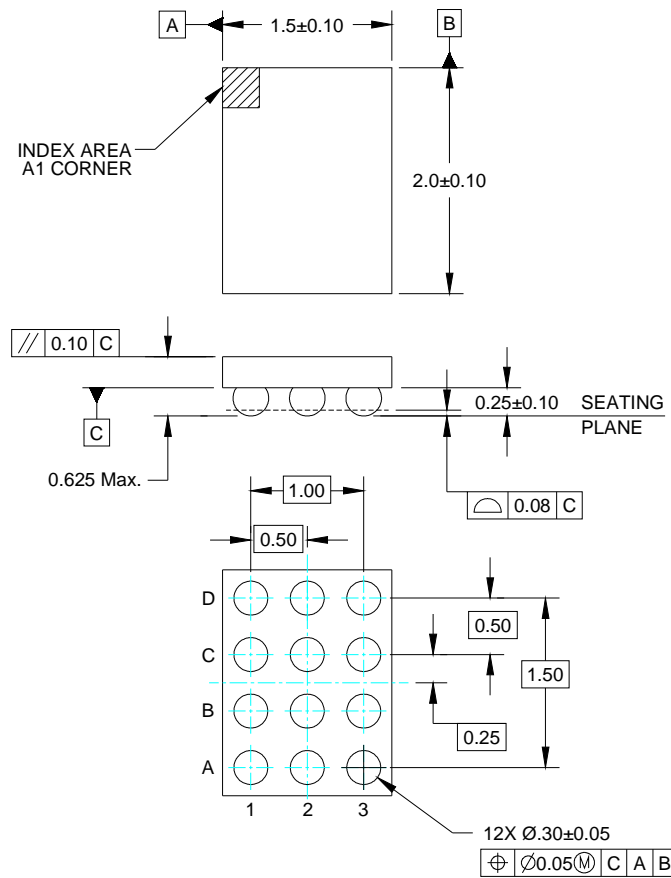 A
1.5±0.10
B
INDEX AREA
A1 CORNER
2.0±0.10
// 0.10 C
C
0.25±0.10
SEATING
PLANE
0.625 Max.
⌓ 0.08 C
1.00
0.50
D
C
B
A
0.50
1.50
0.25
1 2 3
12X Ø.30±0.05
⌖ Ø0.05Ⓜ C A B